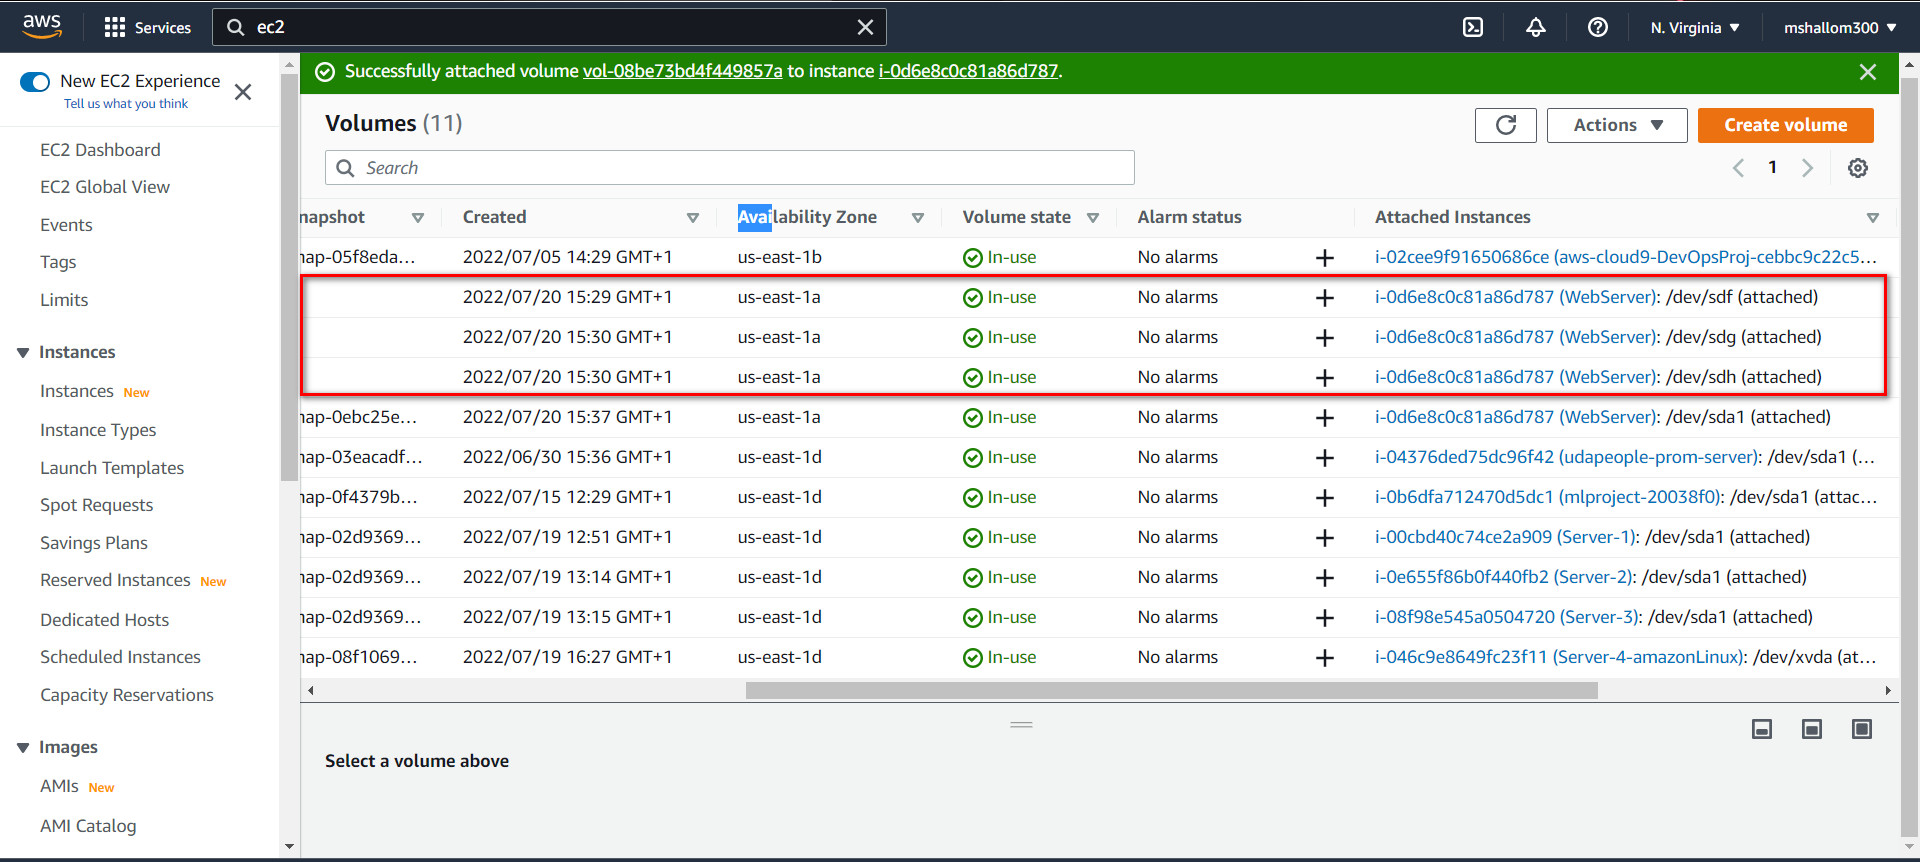 aws Services ec2 N. Virginia mshallom300
New EC2 Experience
Tell us what you think
EC2 Dashboard
EC2 Global View
Events
Tags
Limits
Instances
Instances New
Instance Types
Launch Templates
Spot Requests
Savings Plans
Reserved Instances New
Dedicated Hosts
Scheduled Instances
Capacity Reservations
Images
AMIs New
AMI Catalog
Successfully attached volume vol-08be73bd4f449857a to instance i-0d6e8c0c81a86d787.
Volumes (11)
Actions
Create volume
Search
1
napshot Created Availability Zone Volume state Alarm status Attached Instances
nap-05f8eda... 2022/07/05 14:29 GMT+1 us-east-1b In-use No alarms + i-02cee9f91650686ce (aws-cloud9-DevOpsProj-cebbc9c22c5...
2022/07/20 15:29 GMT+1 us-east-1a In-use No alarms + i-0d6e8c0c81a86d787 (WebServer): /dev/sdf (attached)
2022/07/20 15:30 GMT+1 us-east-1a In-use No alarms + i-0d6e8c0c81a86d787 (WebServer): /dev/sdg (attached)
2022/07/20 15:30 GMT+1 us-east-1a In-use No alarms + i-0d6e8c0c81a86d787 (WebServer): /dev/sdh (attached)
nap-0ebc25e... 2022/07/20 15:37 GMT+1 us-east-1a In-use No alarms + i-0d6e8c0c81a86d787 (WebServer): /dev/sda1 (attached)
nap-03eacadf... 2022/06/30 15:36 GMT+1 us-east-1d In-use No alarms + i-04376ded75dc96f42 (udapeople-prom-server): /dev/sda1 (...
nap-0f4379b... 2022/07/15 12:29 GMT+1 us-east-1d In-use No alarms + i-0b6dfa712470d5dc1 (mlproject-20038f0): /dev/sda1 (attac...
nap-02d9369... 2022/07/19 12:51 GMT+1 us-east-1d In-use No alarms + i-00cbd40c74ce2a909 (Server-1): /dev/sda1 (attached)
nap-02d9369... 2022/07/19 13:14 GMT+1 us-east-1d In-use No alarms + i-0e655f86b0f440fb2 (Server-2): /dev/sda1 (attached)
nap-02d9369... 2022/07/19 13:15 GMT+1 us-east-1d In-use No alarms + i-08f98e545a0504720 (Server-3): /dev/sda1 (attached)
nap-08f1069... 2022/07/19 16:27 GMT+1 us-east-1d In-use No alarms + i-046c9e8649fc23f11 (Server-4-amazonLinux): /dev/xvda (at...
Select a volume above